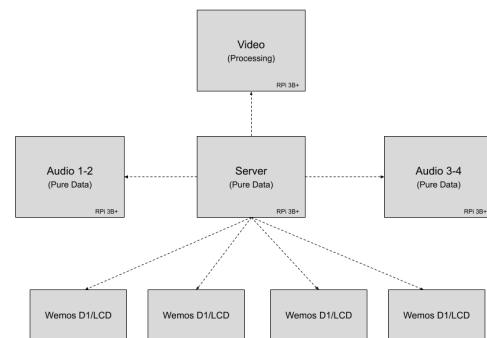 Video
(Processing)
RPi 3B+
Audio 1-2
(Pure Data)
RPi 3B+
Server
(Pure Data)
RPi 3B+
Audio 3-4
(Pure Data)
RPi 3B+
Wemos D1/LCD
Wemos D1/LCD
Wemos D1/LCD
Wemos D1/LCD